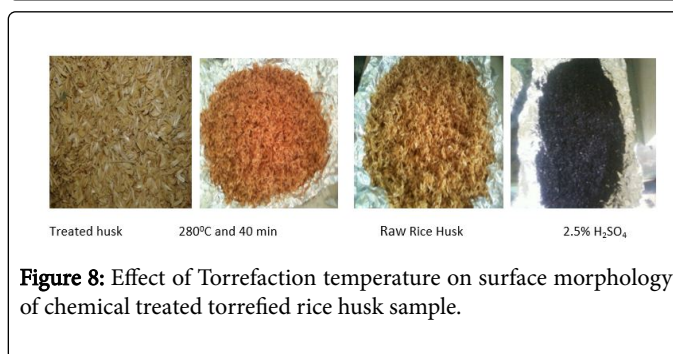 Treated husk 280⁰C and 40 min Raw Rice Husk 2.5% H₂SO₄
Figure 8: Effect of Torrefaction temperature on surface morphology
of chemical treated torrefied rice husk sample.